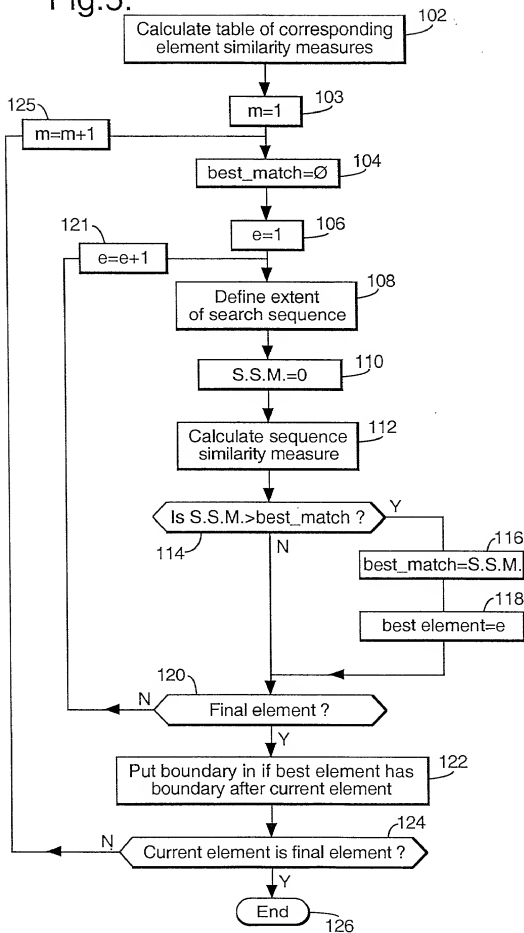 Fig.5.
Calculate table of corresponding
element similarity measures
102
m=1
103
125
m=m+1
best_match=Ø
104
e=1
106
121
e=e+1
Define extent
of search sequence
108
S.S.M.=0
110
Calculate sequence
similarity measure
112
Is S.S.M.>best_match ?
Y
114
N
116
best_match=S.S.M.
118
best element=e
120
N
Final element ?
Y
Put boundary in if best element has
boundary after current element
122
124
N
Current element is final element ?
Y
End
126